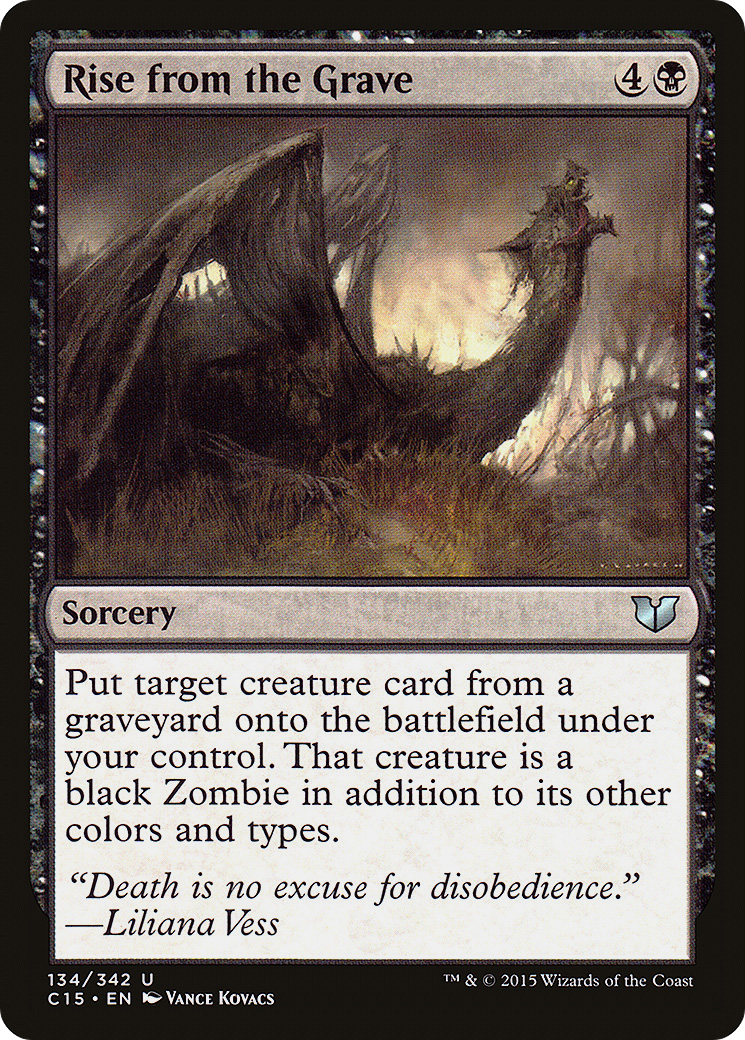 Rise from the Grave 4
Sorcery
Put target creature card from a
graveyard onto the battlefield under
your control. That creature is a
black Zombie in addition to its other
colors and types.
“Death is no excuse for disobedience.”
—Liliana Vess
134/342 U
C15 • EN Vance Kovacs
™ & © 2015 Wizards of the Coast